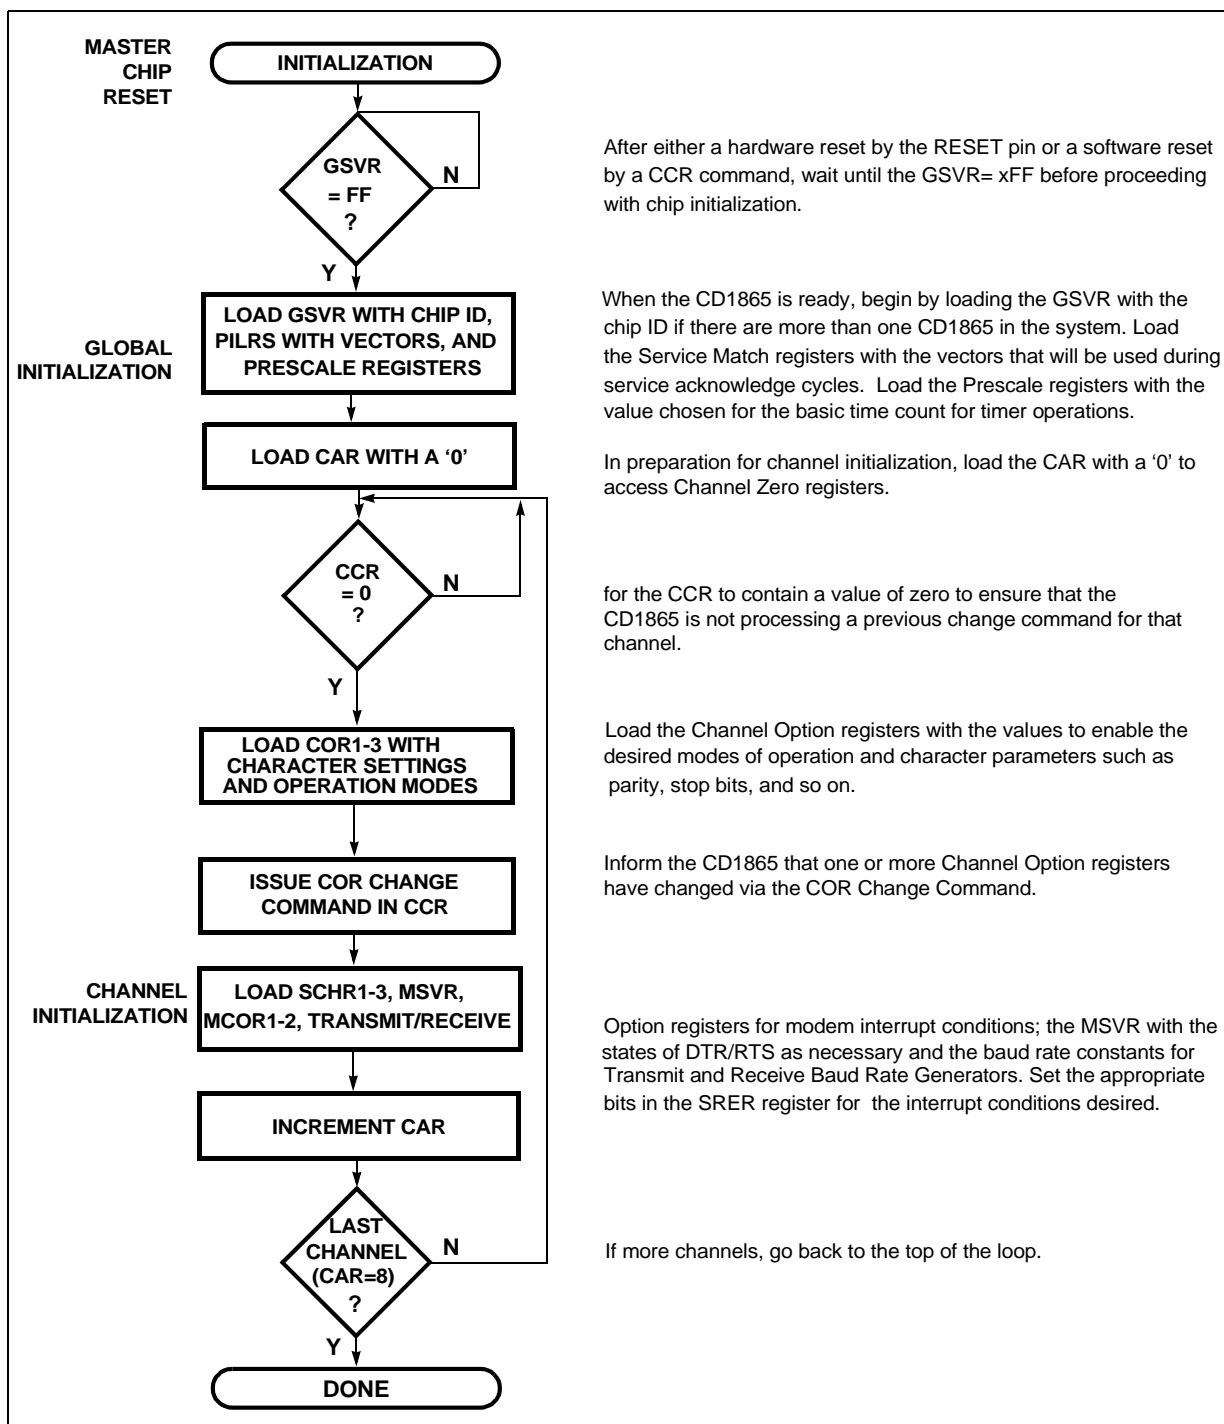 MASTER
CHIP
RESET
INITIALIZATION
GSVR
= FF
?
N
Y
After either a hardware reset by the RESET pin or a software reset
by a CCR command, wait until the GSVR= xFF before proceeding
with chip initialization.
GLOBAL
INITIALIZATION
LOAD GSVR WITH CHIP ID,
PILRS WITH VECTORS, AND
PRESCALE REGISTERS
When the CD1865 is ready, begin by loading the GSVR with the
chip ID if there are more than one CD1865 in the system. Load
the Service Match registers with the vectors that will be used during
service acknowledge cycles.  Load the Prescale registers with the
value chosen for the basic time count for timer operations.
LOAD CAR WITH A ‘0’
In preparation for channel initialization, load the CAR with a ‘0’ to
access Channel Zero registers.
CCR
= 0
?
N
Y
for the CCR to contain a value of zero to ensure that the
CD1865 is not processing a previous change command for that
channel.
LOAD COR1-3 WITH
CHARACTER SETTINGS
AND OPERATION MODES
Load the Channel Option registers with the values to enable the
desired modes of operation and character parameters such as
parity, stop bits, and so on.
ISSUE COR CHANGE
COMMAND IN CCR
Inform the CD1865 that one or more Channel Option registers
have changed via the COR Change Command.
CHANNEL
INITIALIZATION
LOAD SCHR1-3, MSVR,
MCOR1-2, TRANSMIT/RECEIVE
Option registers for modem interrupt conditions; the MSVR with the
states of DTR/RTS as necessary and the baud rate constants for
Transmit and Receive Baud Rate Generators. Set the appropriate
bits in the SRER register for  the interrupt conditions desired.
INCREMENT CAR
LAST
CHANNEL
(CAR=8)
?
N
Y
If more channels, go back to the top of the loop.
DONE